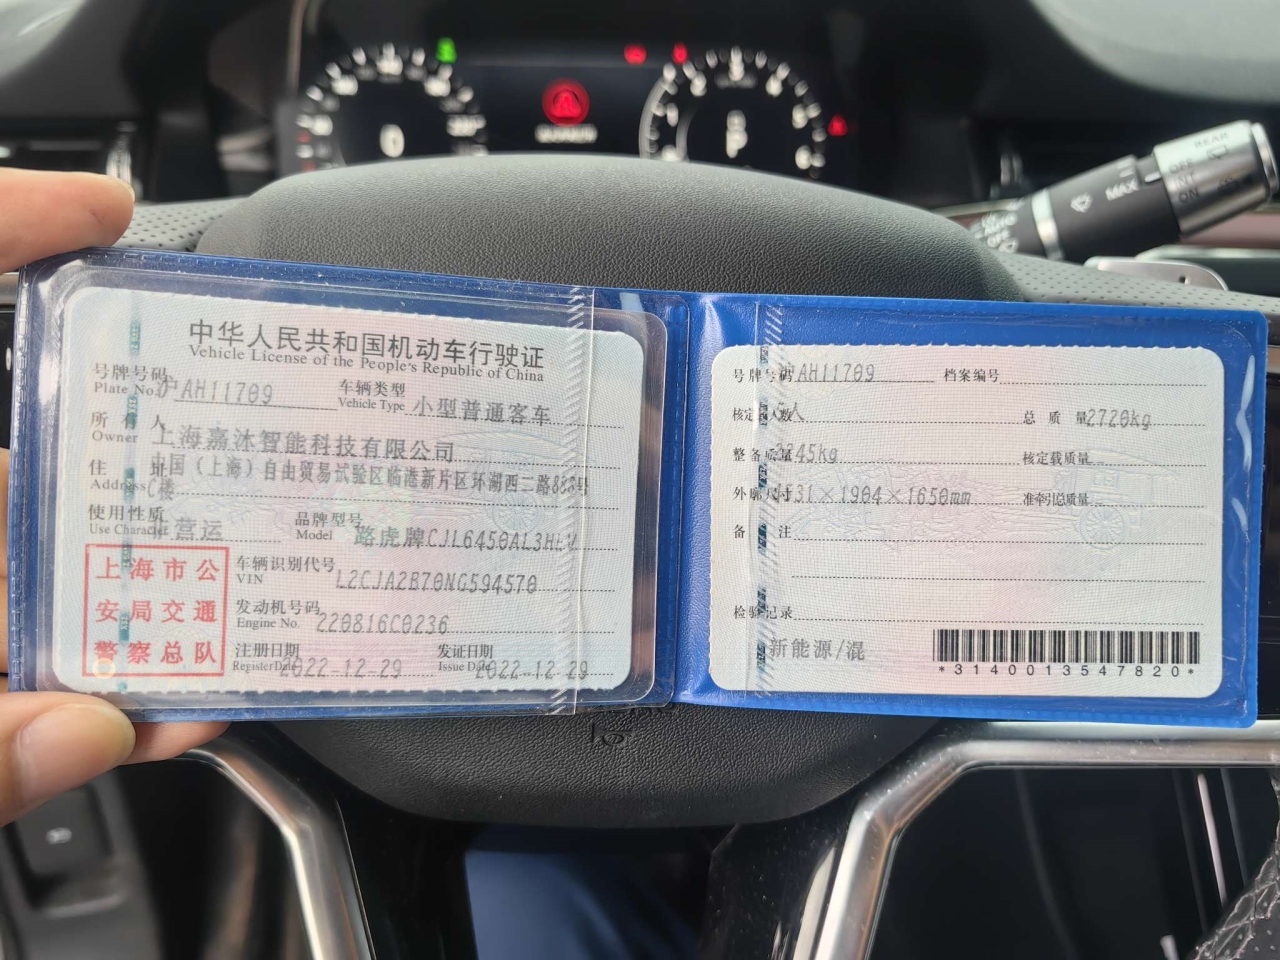 中华人民共和国机动车行驶证
Vehicle License of the People's Republic of China
号牌号码 沪AH11709 车辆类型 小型普通客车
Plate No. Vehicle Type
所有人 上海嘉沐智能科技有限公司
Owner
住址 中国（上海）自由贸易试验区临港新片区环湖西二路888号
Address C楼
使用性质 营运 品牌型号 路虎牌CJL6450AL3HEV
Use Character Model
上海市公
安局交通
警察总队
车辆识别代号 L2CJA2B70NG594570
VIN
发动机号码 220816C0236
Engine No.
注册日期 2022-12-29 发证日期 2022-12-29
Register Date Issue Date
号牌号码 AH11709 档案编号
核定人数 人 总质量 2720kg
整备质量 45kg 核定载质量
外廓尺寸 4531×1904×1650mm 准牵引总质量
备注
检验记录
新能源/混
*3140013547820*
REAR
OFF
INT
ON
MAX
OFF
0
P